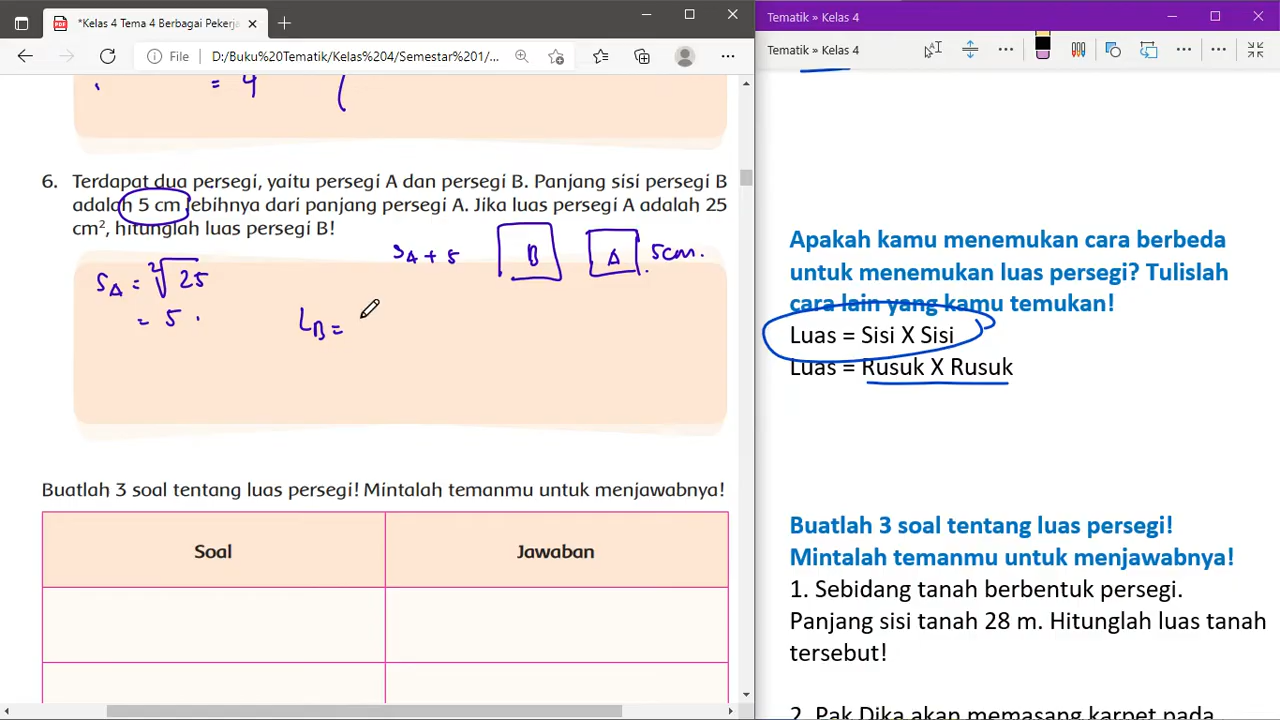 *Kelas 4 Tema 4 Berbagai Pekerj
File
D:/Buku%20Tematik/Kelas%204/Semestar%201/...
= 4
6. Terdapat dua persegi, yaitu persegi A dan persegi B. Panjang sisi persegi B
adalah 5 cm lebihnya dari panjang persegi A. Jika luas persegi A adalah 25
cm², hitunglah luas persegi B!
S_A + 5 B A 5cm.
S_A = ²√25
= 5.
L_B =
Buatlah 3 soal tentang luas persegi! Mintalah temanmu untuk menjawabnya!
Soal Jawaban
Tematik » Kelas 4
Tematik » Kelas 4
Apakah kamu menemukan cara berbeda
untuk menemukan luas persegi? Tulislah
cara lain yang kamu temukan!
Luas = Sisi X Sisi
Luas = Rusuk X Rusuk
Buatlah 3 soal tentang luas persegi!
Mintalah temanmu untuk menjawabnya!
1. Sebidang tanah berbentuk persegi.
Panjang sisi tanah 28 m. Hitunglah luas tanah
tersebut!
2. Pak Dika akan memasang karpet pada